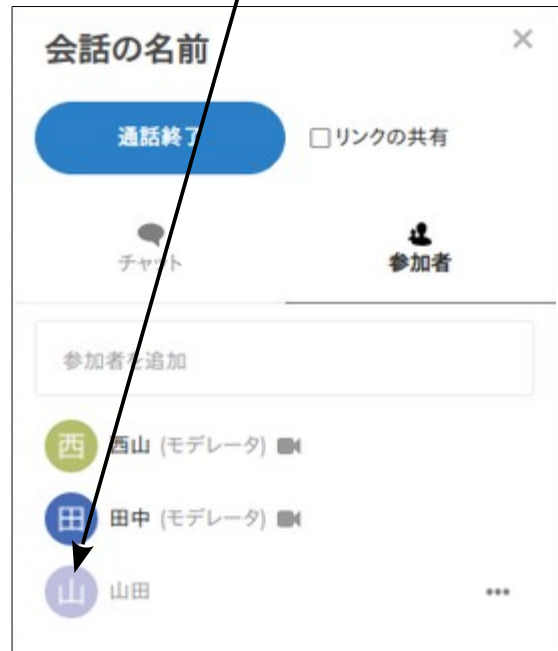 会話の名前
通話終了
リンクの共有
チャット
参加者
参加者を追加
西 西山 (モデレータ)
田 田中 (モデレータ)
山 山田